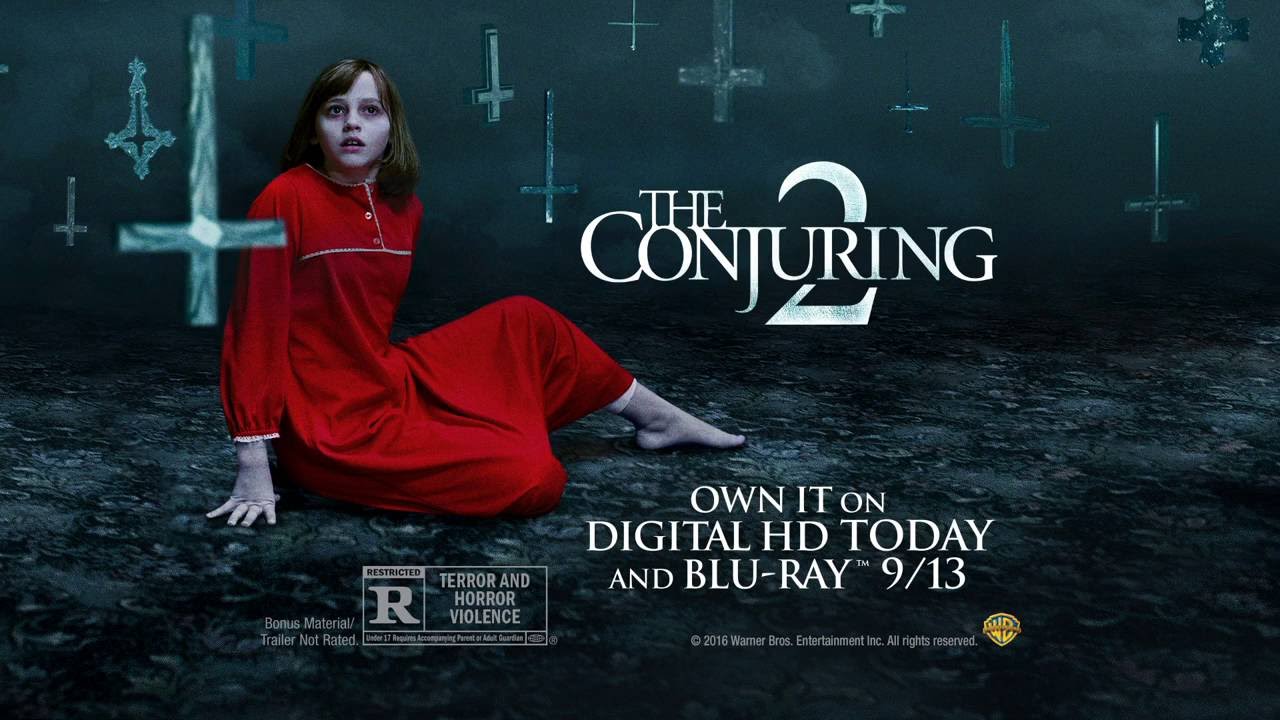 THE
CONJURING
2
OWN IT ON
DIGITAL HD TODAY
AND BLU-RAY™ 9/13
Bonus Material/
Trailer Not Rated.
RESTRICTED
R
TERROR AND
HORROR
VIOLENCE
Under 17 Requires Accompanying Parent or Adult Guardian
®
© 2016 Warner Bros. Entertainment Inc. All rights reserved.
WB